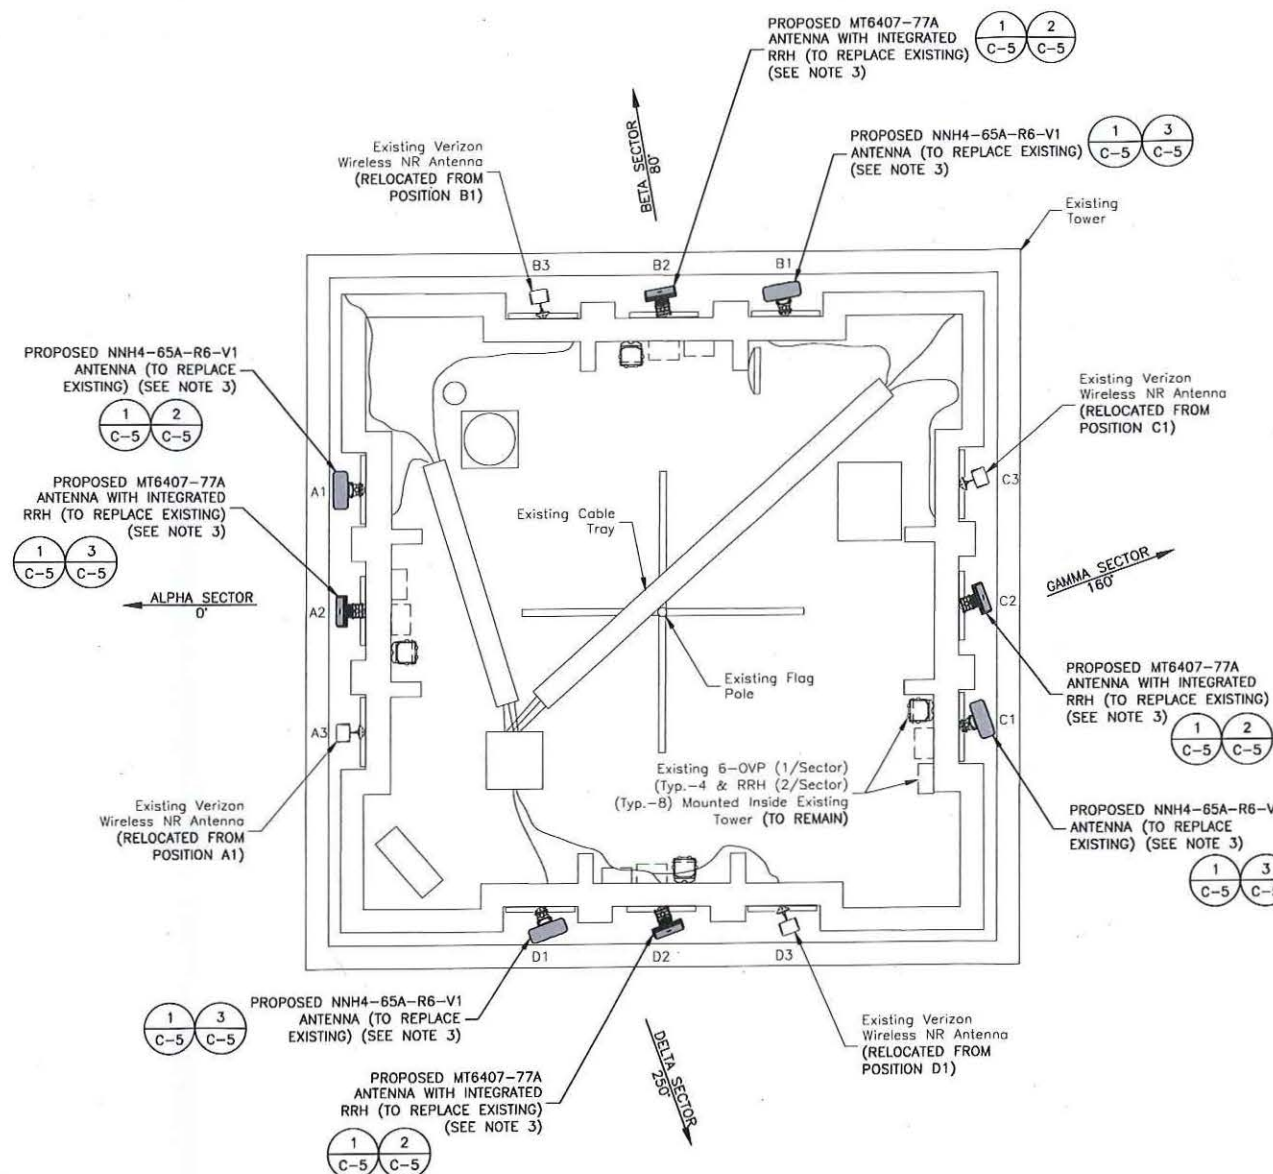 PROPOSED MT6407-77A
ANTENNA WITH INTEGRATED
RRH (TO REPLACE EXISTING)
(SEE NOTE 3)
1
C-5
2
C-5
PROPOSED NNH4-65A-R6-V1
ANTENNA (TO REPLACE EXISTING)
(SEE NOTE 3)
1
C-5
3
C-5
BETA SECTOR
80°
Existing Verizon
Wireless NR Antenna
(RELOCATED FROM
POSITION B1)
Existing
Tower
B3
B2
B1
PROPOSED NNH4-65A-R6-V1
ANTENNA (TO REPLACE
EXISTING) (SEE NOTE 3)
1
C-5
2
C-5
Existing Verizon
Wireless NR Antenna
(RELOCATED FROM
POSITION C1)
PROPOSED MT6407-77A
ANTENNA WITH INTEGRATED
RRH (TO REPLACE EXISTING)
(SEE NOTE 3)
1
C-5
3
C-5
A1
C3
Existing Cable
Tray
ALPHA SECTOR
0°
A2
GAMMA SECTOR
160°
C2
Existing Flag
Pole
PROPOSED MT6407-77A
ANTENNA WITH INTEGRATED
RRH (TO REPLACE EXISTING)
(SEE NOTE 3)
1
C-5
2
C-5
A3
C1
Existing 6-OVP (1/Sector)
(Typ.-4 & RRH (2/Sector)
(Typ.-8) Mounted Inside Existing
Tower (TO REMAIN)
Existing Verizon
Wireless NR Antenna
(RELOCATED FROM
POSITION A1)
PROPOSED NNH4-65A-R6-V
ANTENNA (TO REPLACE
EXISTING) (SEE NOTE 3)
1
C-5
3
D1
D2
D3
PROPOSED NNH4-65A-R6-V1
ANTENNA (TO REPLACE
EXISTING) (SEE NOTE 3)
1
C-5
3
C-5
Existing Verizon
Wireless NR Antenna
(RELOCATED FROM
POSITION D1)
DELTA SECTOR
250°
PROPOSED MT6407-77A
ANTENNA WITH INTEGRATED
RRH (TO REPLACE EXISTING)
(SEE NOTE 3)
1
C-5
2
C-5